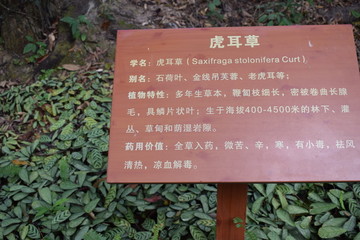 虎耳草
学名：虎耳草（Saxifraga stolonifera Curt）
别名：石荷叶、金线吊芙蓉、老虎耳等；
植物特性：多年生草本，鞭匐枝细长，密被卷曲长腺
毛，具鳞片状叶；生于海拔400-4500米的林下、灌
丛、草甸和荫湿岩隙。
药用价值：全草入药，微苦、辛，寒，有小毒，祛风
清热，凉血解毒。